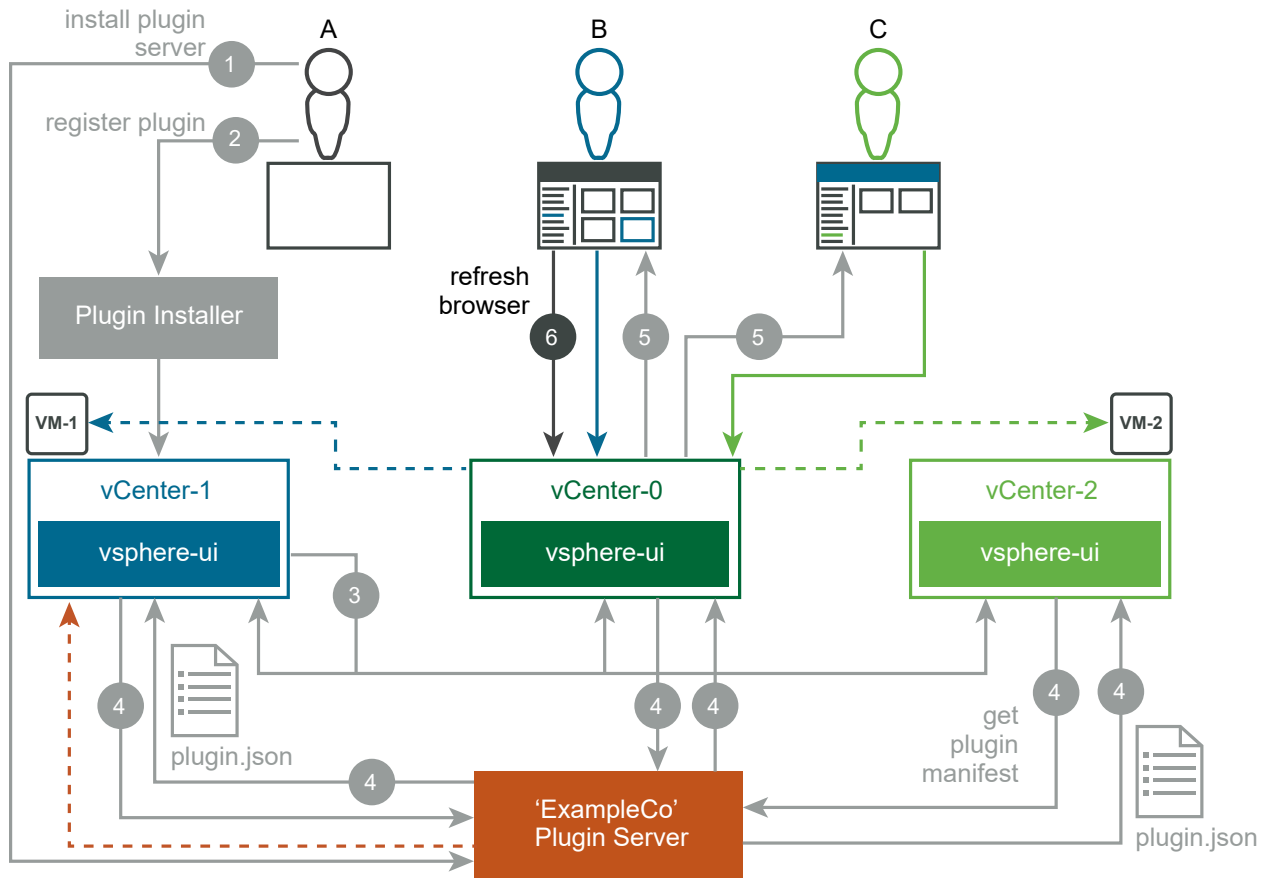 install plugin
server
A
B
C
1
register plugin
2
refresh
browser
Plugin Installer
6
5
5
VM-1
VM-2
vCenter-1
vCenter-0
vCenter-2
vsphere-ui
vsphere-ui
vsphere-ui
3
4
4
4
4
4
get
plugin
manifest
plugin.json
4
‘ExampleCo’
Plugin Server
plugin.json